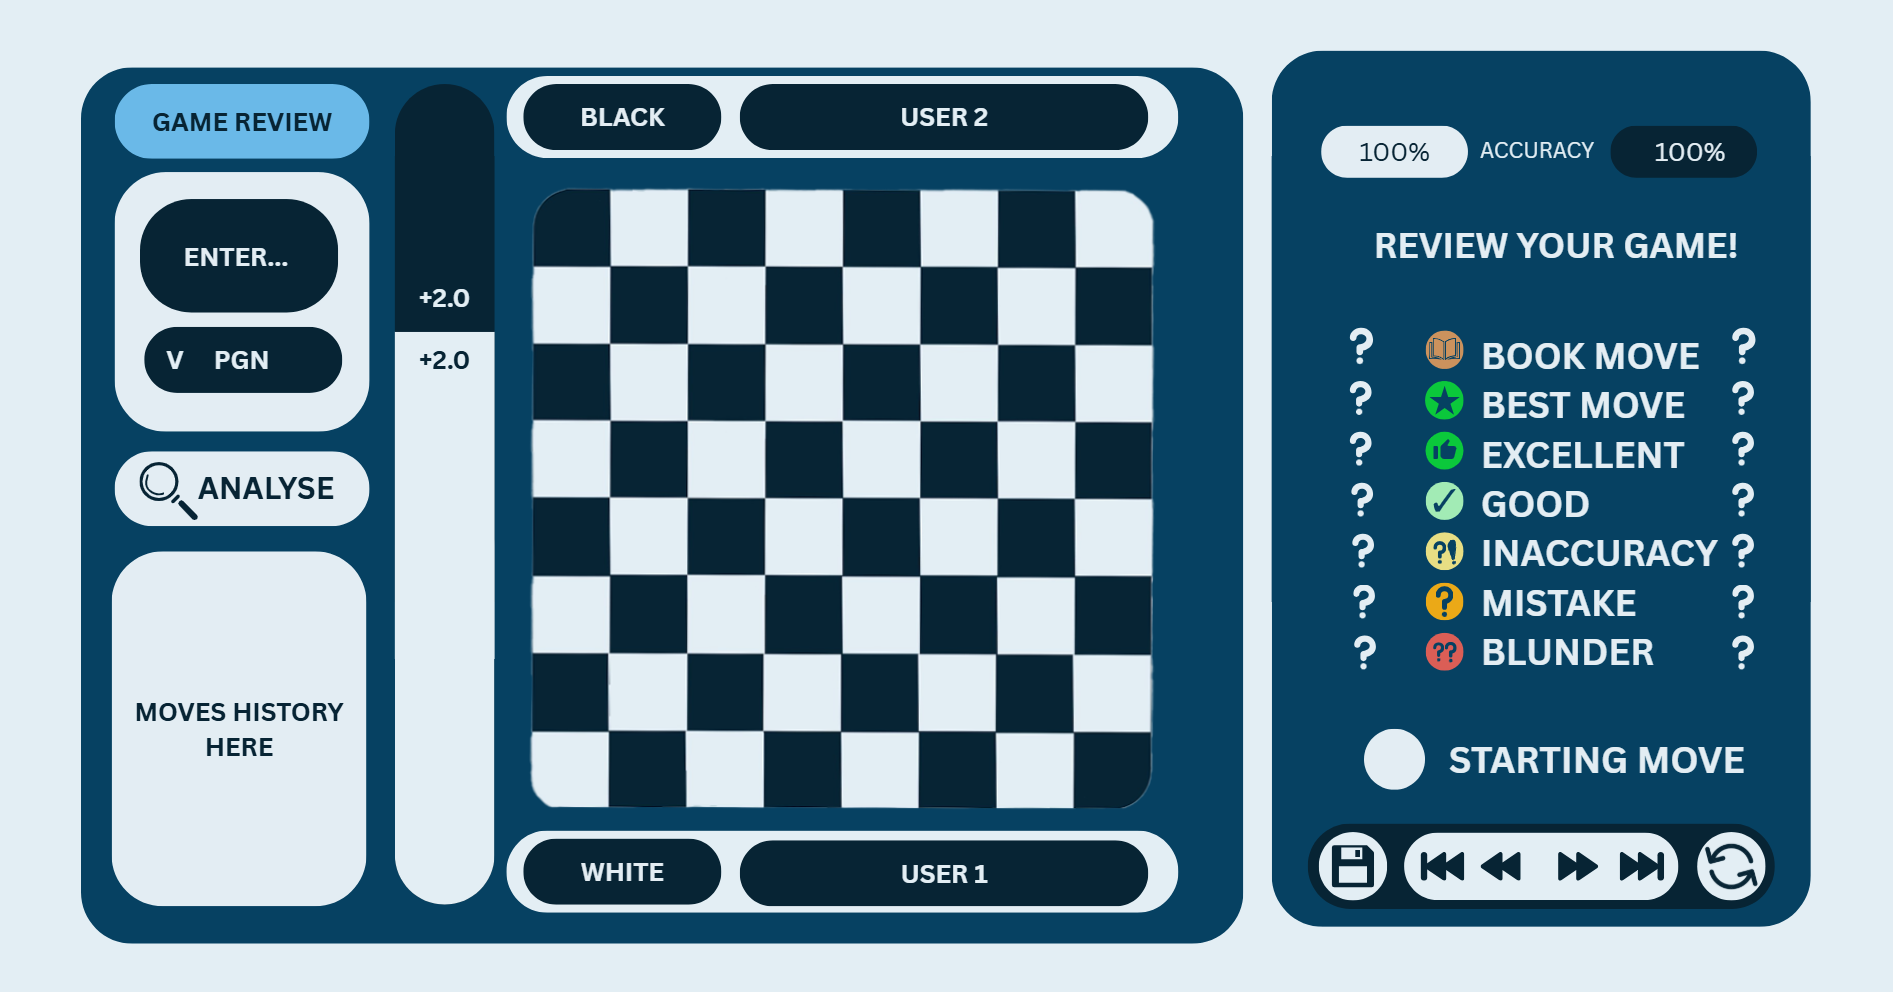 GAME REVIEW
ENTER...
V PGN
ANALYSE
MOVES HISTORY
HERE
+2.0
+2.0
BLACK
USER 2
WHITE
USER 1
100% ACCURACY 100%
REVIEW YOUR GAME!
? BOOK MOVE ?
? BEST MOVE ?
? EXCELLENT ?
? ✓ GOOD ?
? ?! INACCURACY ?
? ? MISTAKE ?
? ?? BLUNDER ?
STARTING MOVE